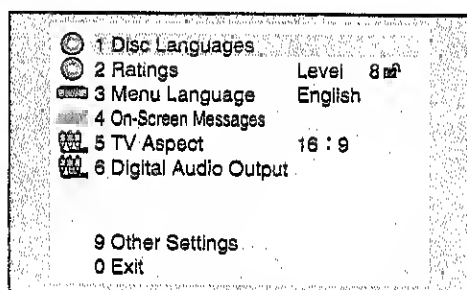 1 Disc Languages
2 Ratings Level 8
3 Menu Language English
4 On-Screen Messages
5 TV Aspect 16 : 9
6 Digital Audio Output
9 Other Settings
0 Exit